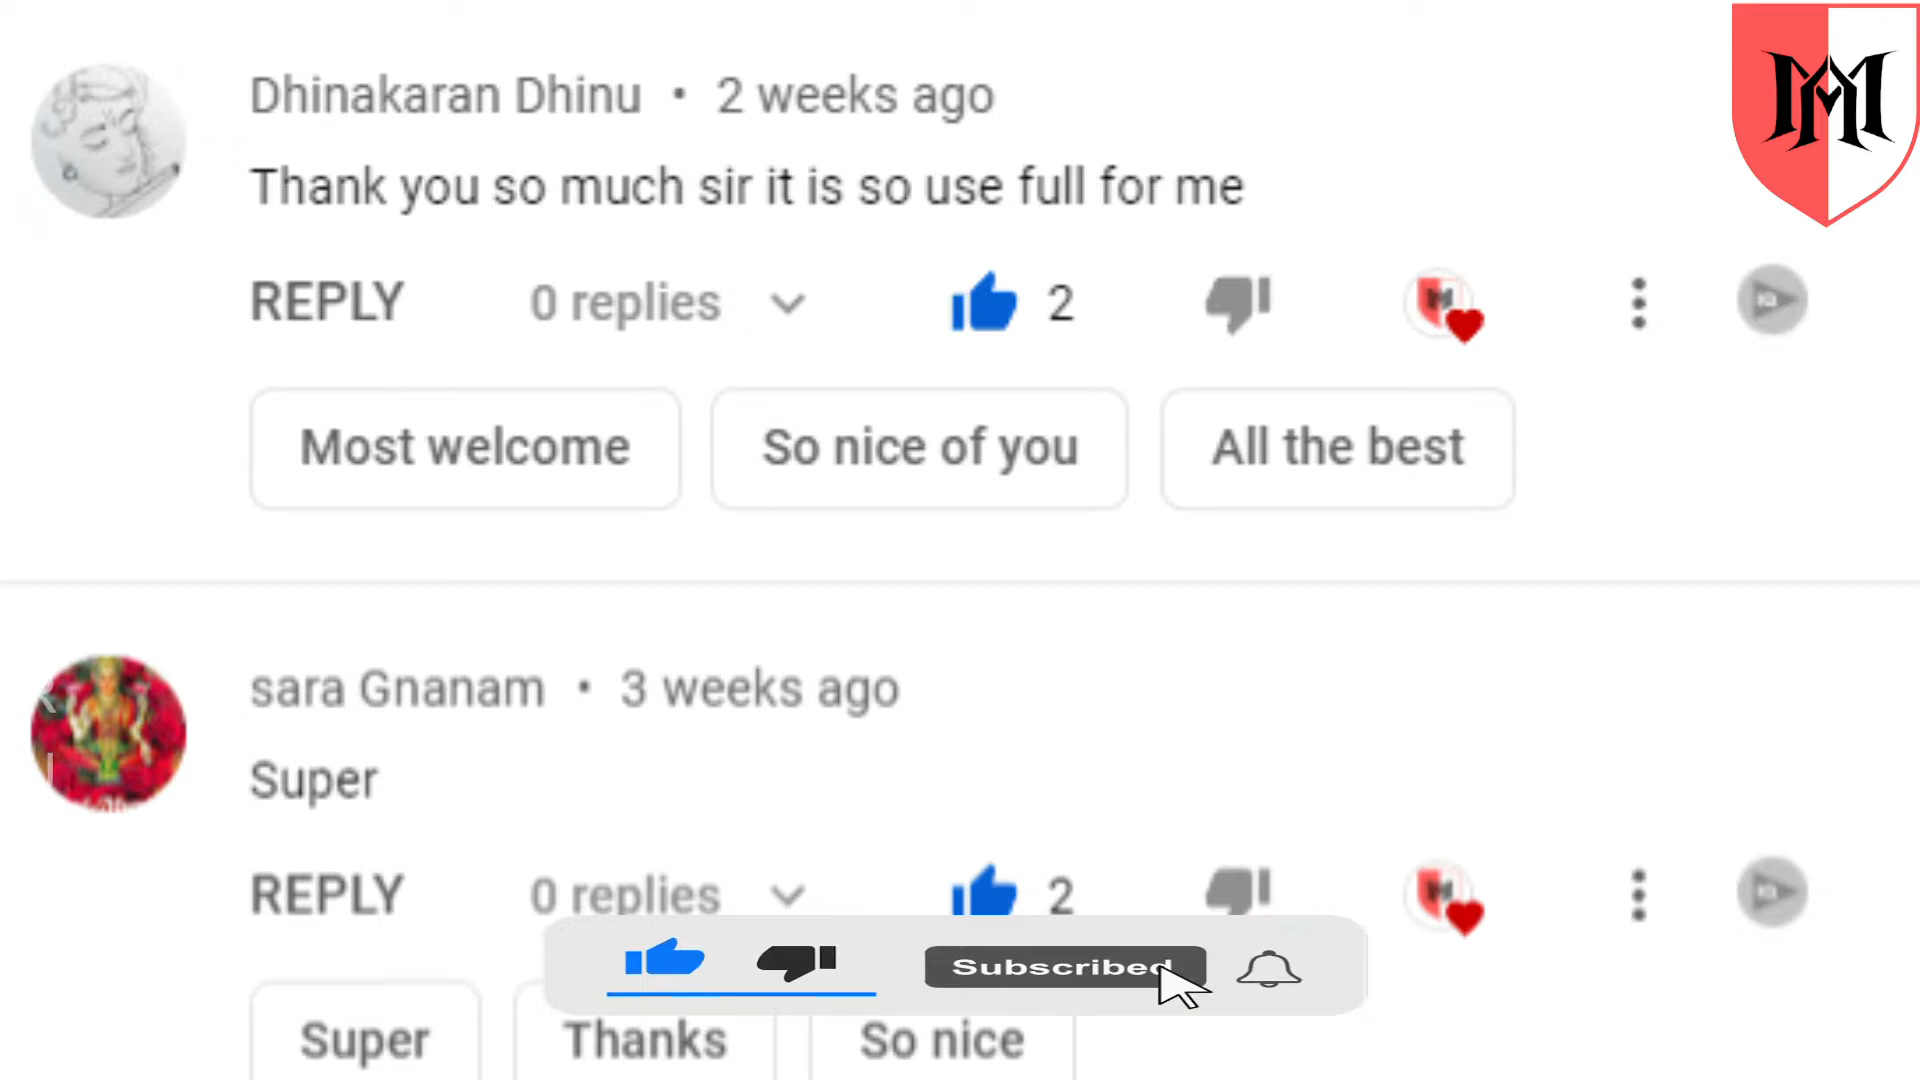 Dhinakaran Dhinu • 2 weeks ago
Thank you so much sir it is so use full for me
REPLY 0 replies 2
Most welcome So nice of you All the best
sara Gnanam • 3 weeks ago
Super
REPLY 0 replies 2
Subscribed
Super Thanks So nice